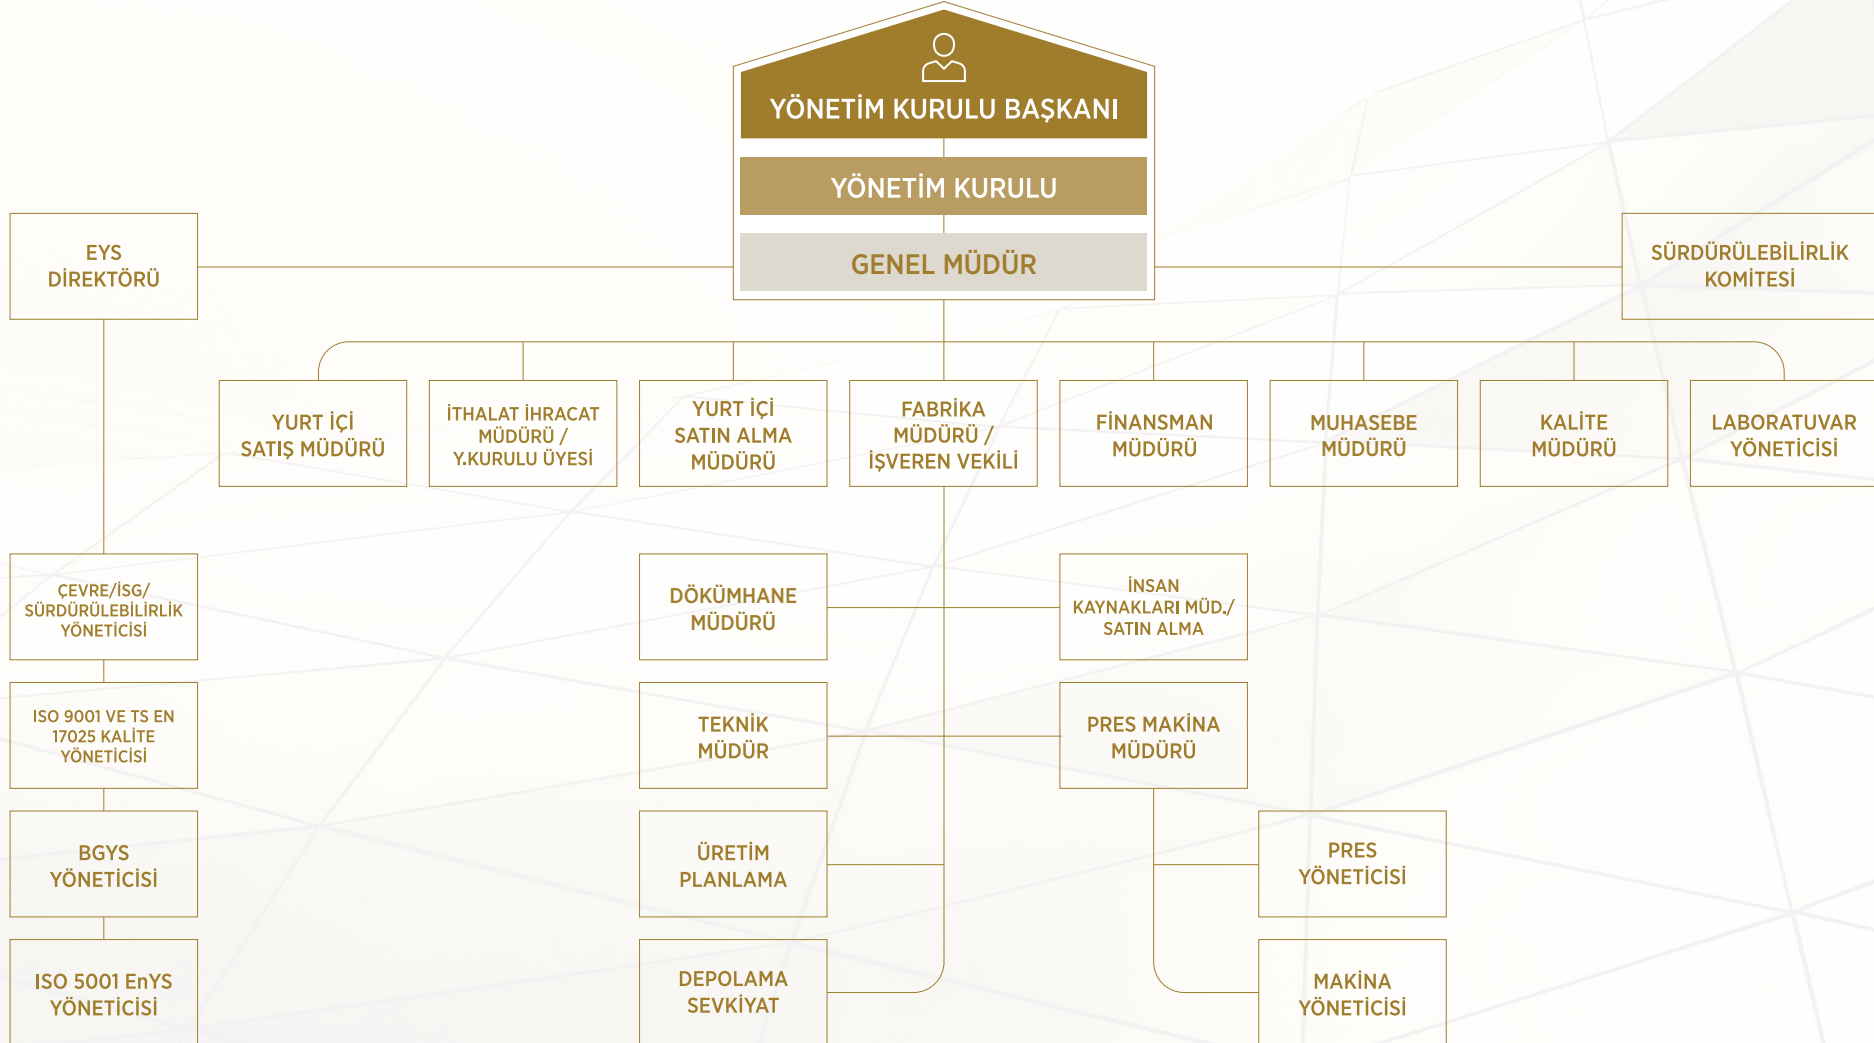 YÖNETİM KURULU BAŞKANI
YÖNETİM KURULU
GENEL MÜDÜR
EYS
DİREKTÖRÜ
SÜRDÜRÜLEBİLİRLİK
KOMİTESİ
YURT İÇİ
SATIŞ MÜDÜRÜ
İTHALAT İHRACAT
MÜDÜRÜ /
Y.KURULU ÜYESİ
YURT İÇİ
SATIN ALMA
MÜDÜRÜ
FABRİKA
MÜDÜRÜ /
İŞVEREN VEKİLİ
FİNANSMAN
MÜDÜRÜ
MUHASEBE
MÜDÜRÜ
KALİTE
MÜDÜRÜ
LABORATUVAR
YÖNETİCİSİ
ÇEVRE/İSG/
SÜRDÜRÜLEBİLİRLİK
YÖNETİCİSİ
DÖKÜMHANE
MÜDÜRÜ
İNSAN
KAYNAKLARI MÜD./
SATIN ALMA
ISO 9001 VE TS EN
17025 KALİTE
YÖNETİCİSİ
TEKNİK
MÜDÜR
PRES MAKİNA
MÜDÜRÜ
BGYS
YÖNETİCİSİ
ÜRETİM
PLANLAMA
PRES
YÖNETİCİSİ
ISO 5001 EnYS
YÖNETİCİSİ
DEPOLAMA
SEVKİYAT
MAKİNA
YÖNETİCİSİ